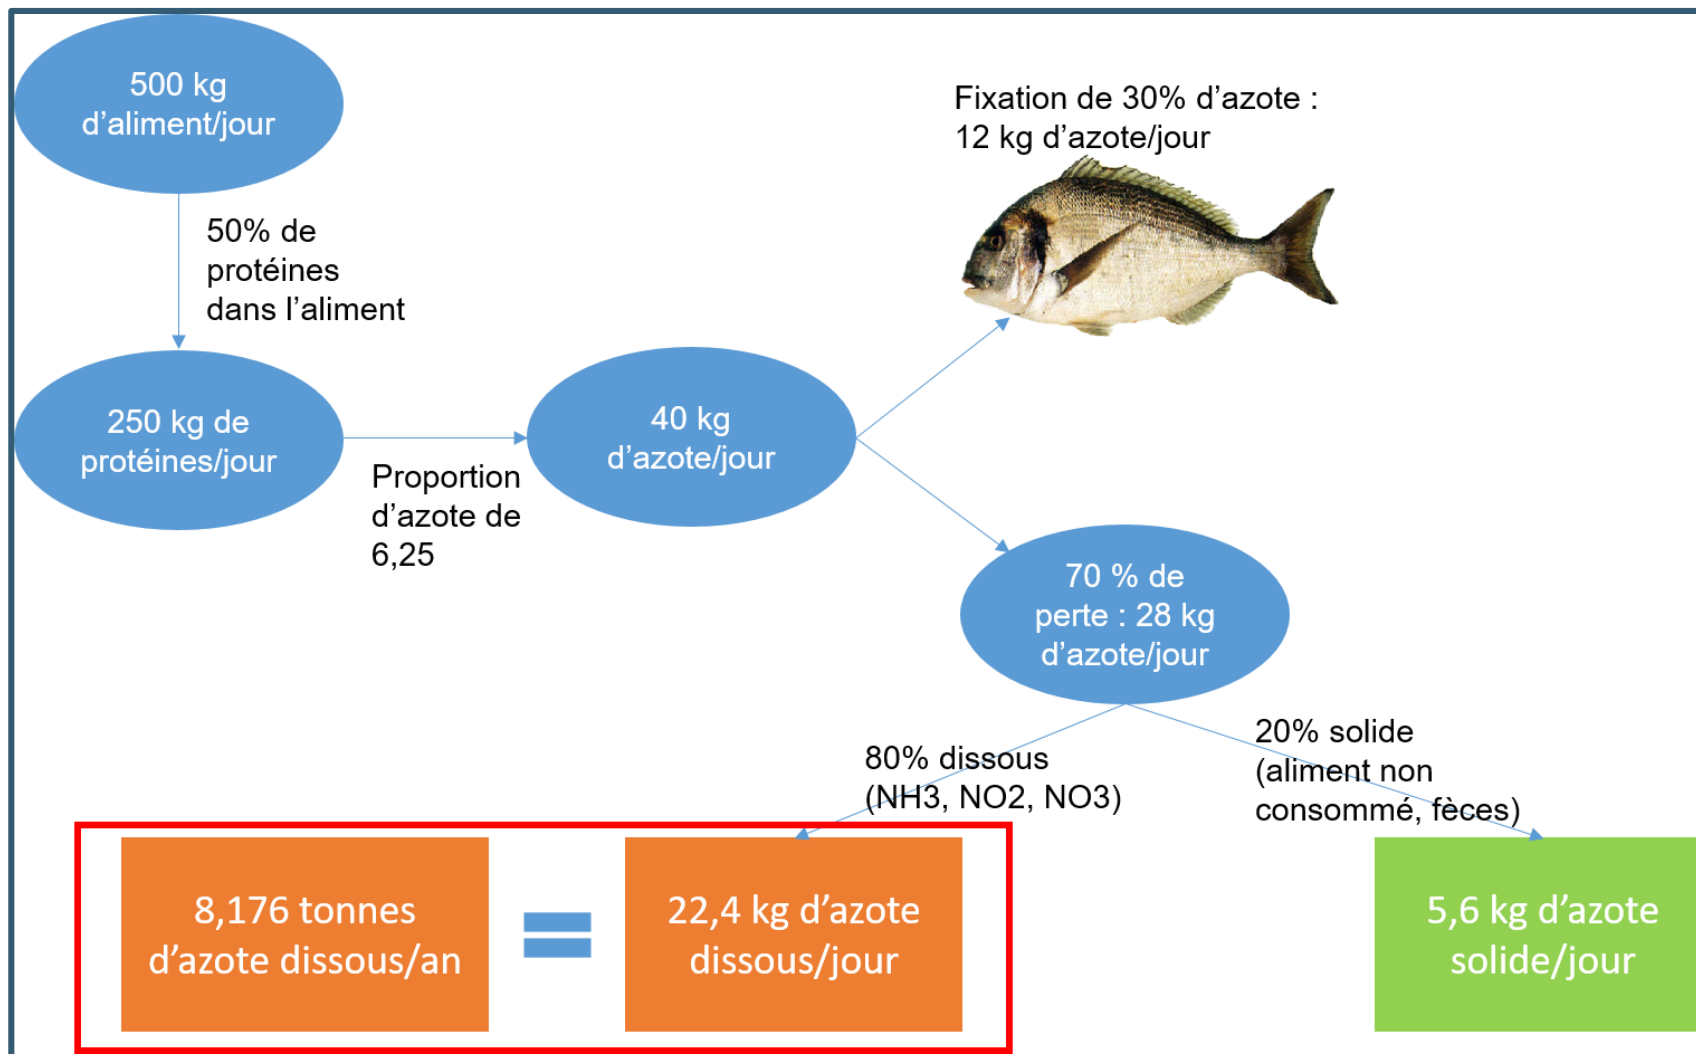 500 kg
d’aliment/jour
Fixation de 30% d’azote :
12 kg d’azote/jour
50% de
protéines
dans l’aliment
250 kg de
protéines/jour
Proportion
d’azote de
6,25
40 kg
d’azote/jour
70 % de
perte : 28 kg
d’azote/jour
80% dissous
(NH3, NO2, NO3)
20% solide
(aliment non
consommé, fèces)
8,176 tonnes
d’azote dissous/an
=
22,4 kg d’azote
dissous/jour
5,6 kg d’azote
solide/jour